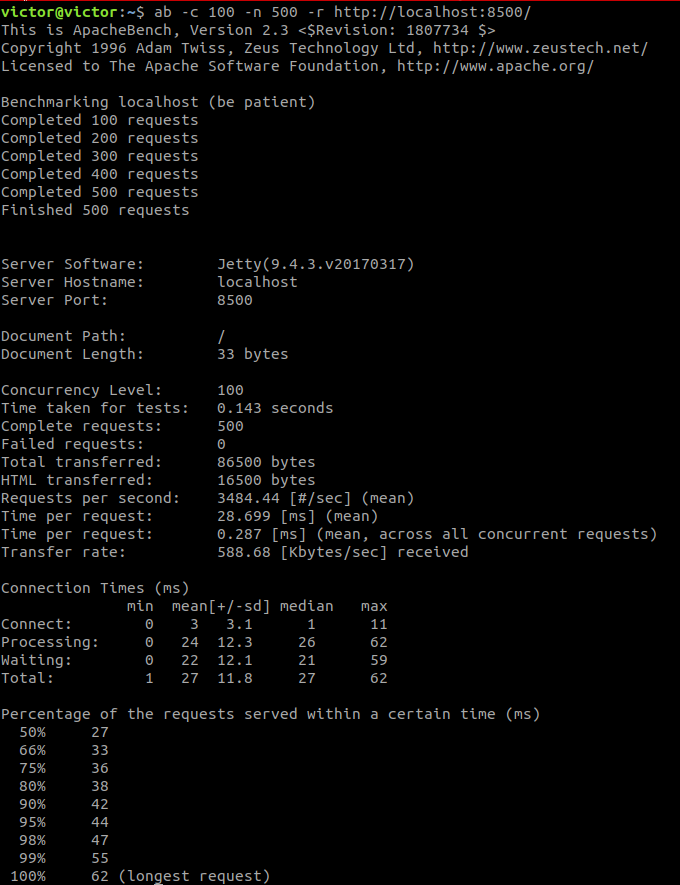 victor@victor:~$ ab -c 100 -n 500 -r http://localhost:8500/
This is ApacheBench, Version 2.3 <$Revision: 1807734 $>
Copyright 1996 Adam Twiss, Zeus Technology Ltd, http://www.zeustech.net/
Licensed to The Apache Software Foundation, http://www.apache.org/

Benchmarking localhost (be patient)
Completed 100 requests
Completed 200 requests
Completed 300 requests
Completed 400 requests
Completed 500 requests
Finished 500 requests


Server Software:        Jetty(9.4.3.v20170317)
Server Hostname:        localhost
Server Port:            8500

Document Path:          /
Document Length:        33 bytes

Concurrency Level:      100
Time taken for tests:   0.143 seconds
Complete requests:      500
Failed requests:        0
Total transferred:      86500 bytes
HTML transferred:       16500 bytes
Requests per second:    3484.44 [#/sec] (mean)
Time per request:       28.699 [ms] (mean)
Time per request:       0.287 [ms] (mean, across all concurrent requests)
Transfer rate:          588.68 [Kbytes/sec] received

Connection Times (ms)
              min  mean[+/-sd] median   max
Connect:        0    3   3.1      1      11
Processing:     0   24  12.3     26      62
Waiting:        0   22  12.1     21      59
Total:          1   27  11.8     27      62

Percentage of the requests served within a certain time (ms)
  50%     27
  66%     33
  75%     36
  80%     38
  90%     42
  95%     44
  98%     47
  99%     55
 100%     62 (longest request)